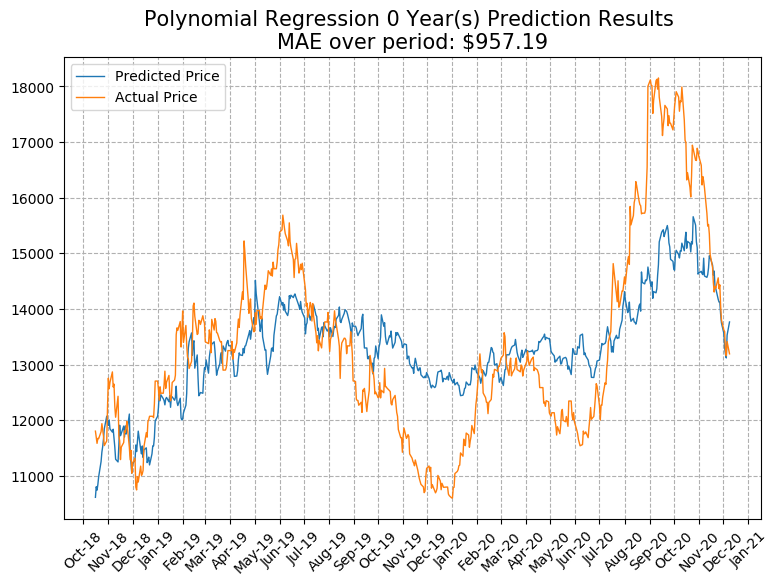 Polynomial Regression 0 Year(s) Prediction Results
MAE over period: $957.19
Predicted Price
Actual Price
18000
17000
16000
15000
14000
13000
12000
11000
Oct-18
Nov-18
Dec-18
Jan-19
Feb-19
Mar-19
Apr-19
May-19
Jun-19
Jul-19
Aug-19
Sep-19
Oct-19
Nov-19
Dec-19
Jan-20
Feb-20
Mar-20
Apr-20
May-20
Jun-20
Jul-20
Aug-20
Sep-20
Oct-20
Nov-20
Dec-20
Jan-21